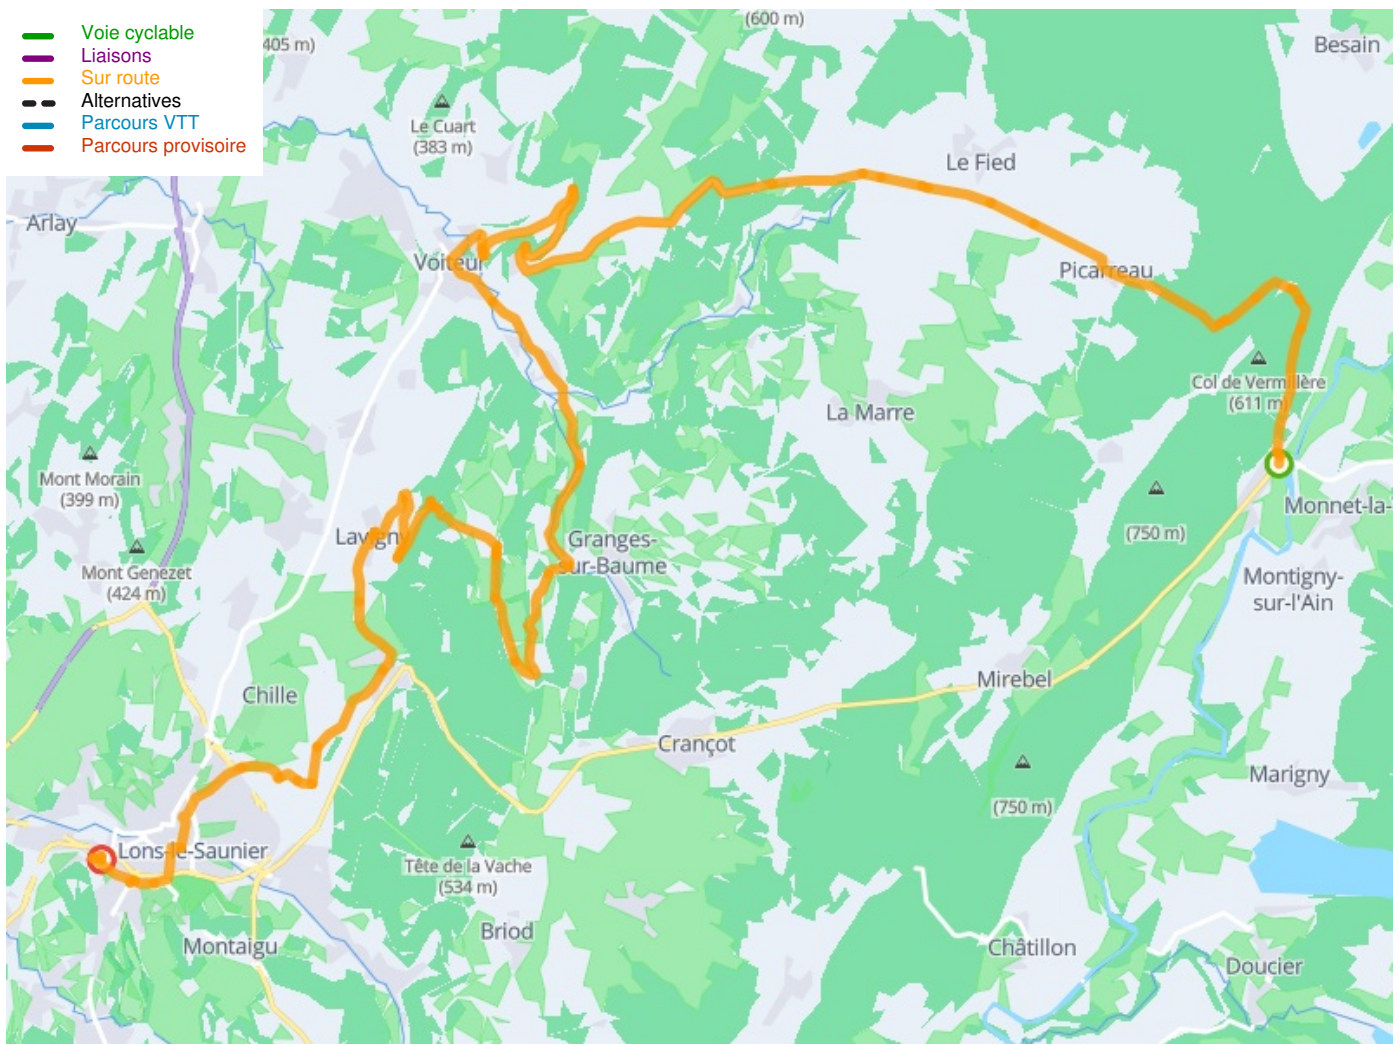 Voie cyclable
Liaisons
Sur route
Alternatives
Parcours VTT
Parcours provisoire
(600 m)
405 m)
Besain
Le Cuart
(383 m)
Le Fied
Arlay
Voiteur
Picarreau
Col de Vermillère
(611 m)
La Marre
Mont Morain
(399 m)
Monnet-la-
Lavigny
(750 m)
Granges-
sur-Baume
Mont Genezet
(424 m)
Montigny-
sur-l'Ain
Mirebel
Chille
Crançot
Marigny
(750 m)
Lons-le-Saunier
Tête de la Vache
(534 m)
Briod
Montaigu
Châtillon
Doucier